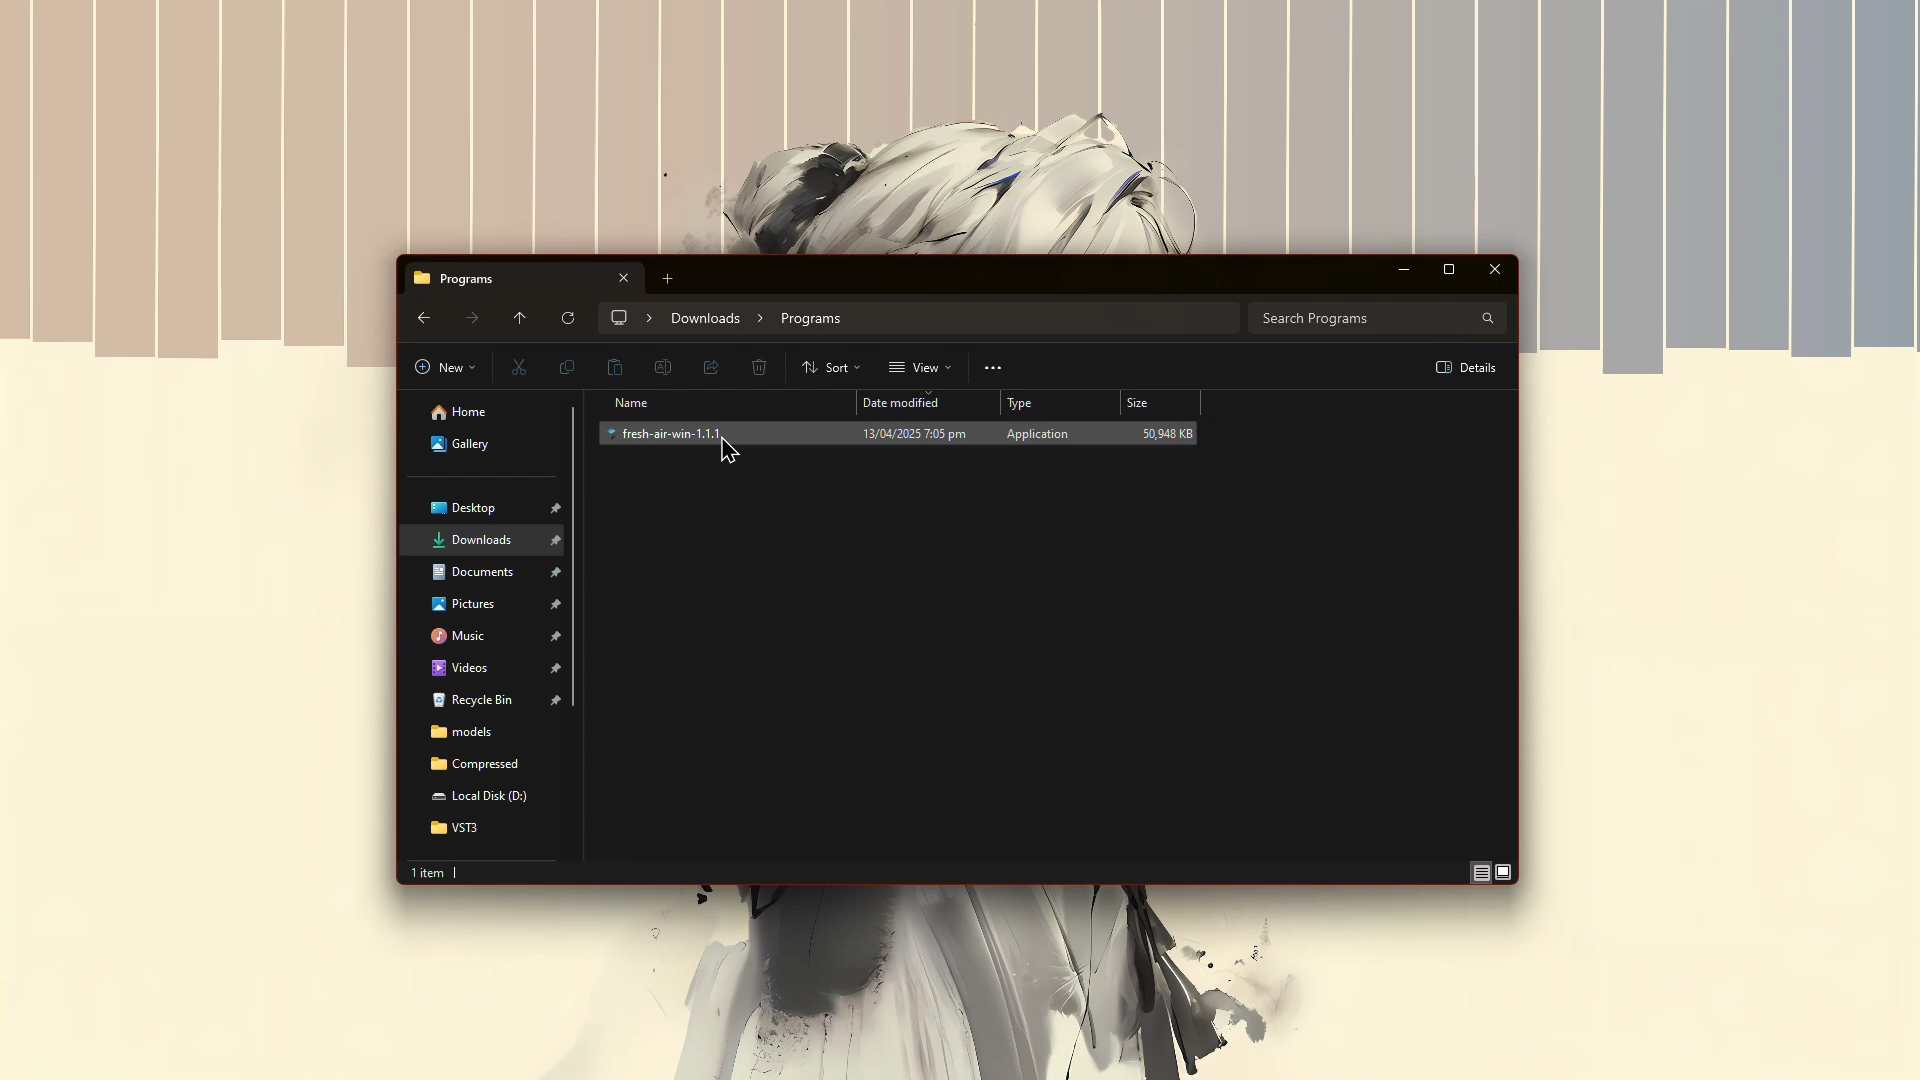 Programs
Downloads
Programs
Search Programs
New
Sort
View
Details
Home
Gallery
Desktop
Downloads
Documents
Pictures
Music
Videos
Recycle Bin
models
Compressed
Local Disk (D:)
VST3
Name Date modified Type Size
fresh-air-win-1.1.1 13/04/2025 7:05 pm Application 50,948 KB
1 item